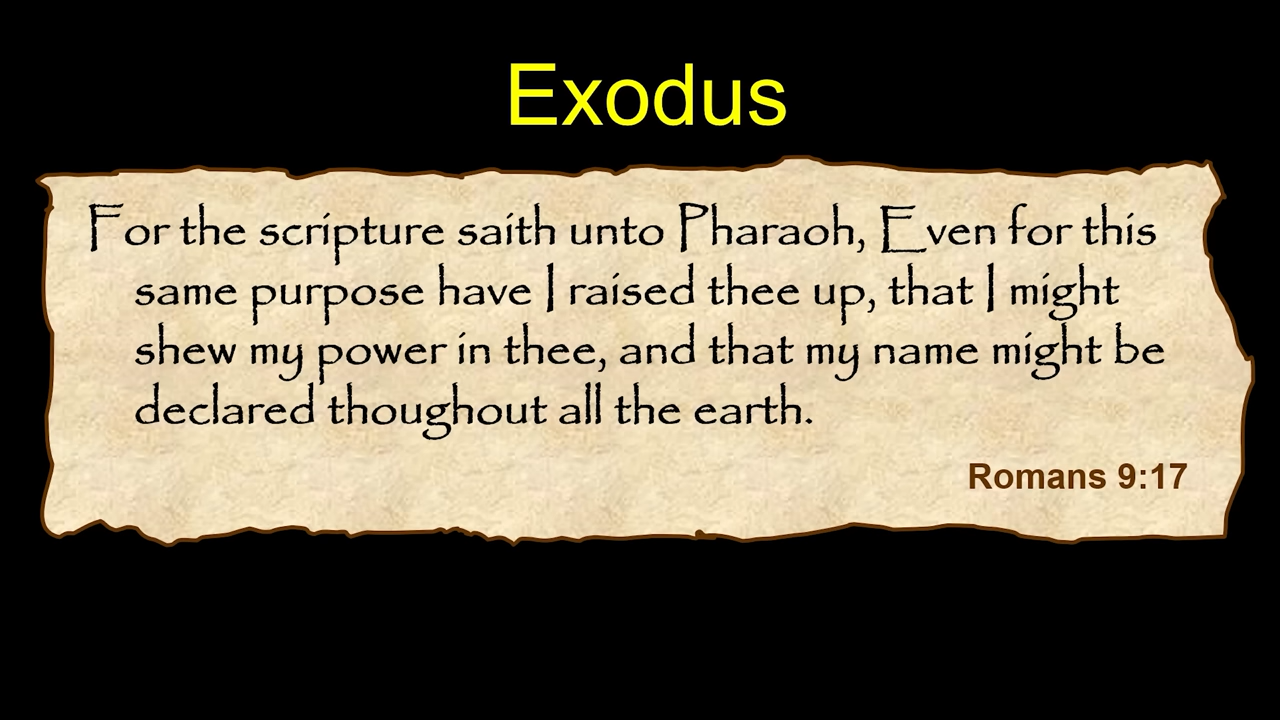 Exodus
For the scripture saith unto Pharaoh, Even for this
same purpose have I raised thee up, that I might
shew my power in thee, and that my name might be
declared thoughout all the earth.
Romans 9:17